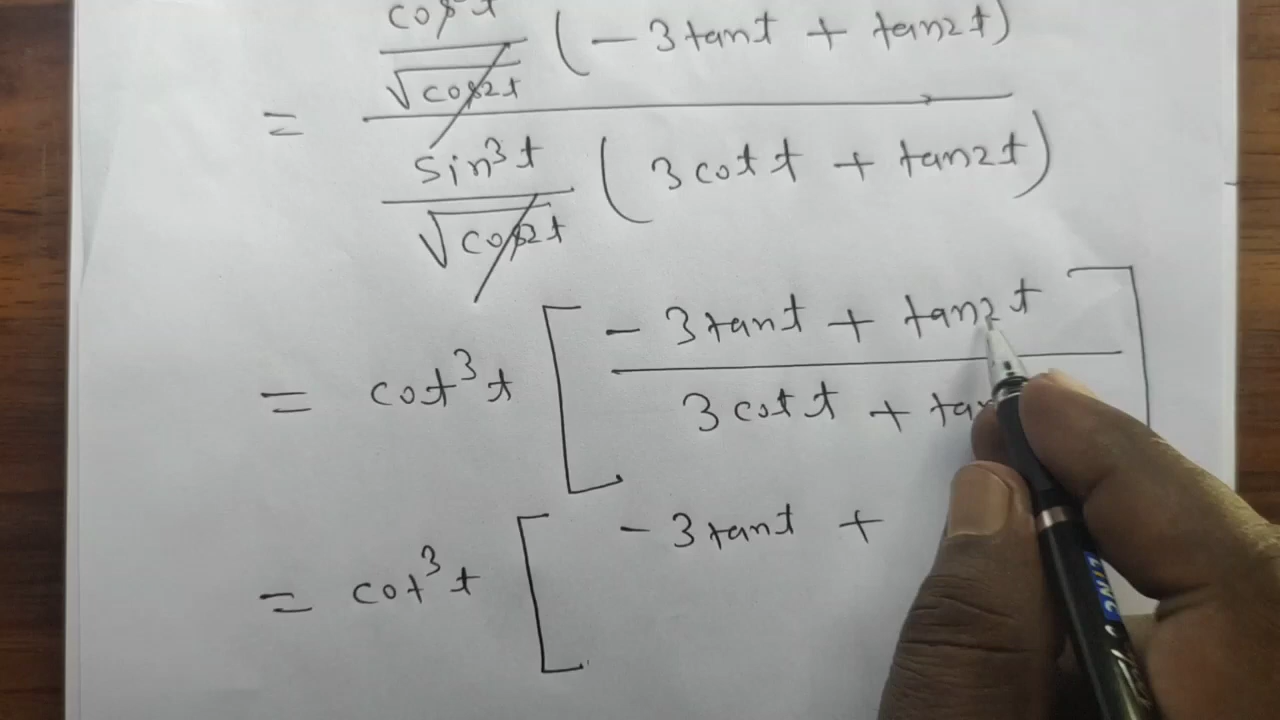 cos³t
√cos2t (-3tant + tan2t)
=
sin³t
√cos2t (3cott + tan2t)
= cot³t [ -3tant + tan2t ]
3cott + tan
= cot³t [ -3tant +